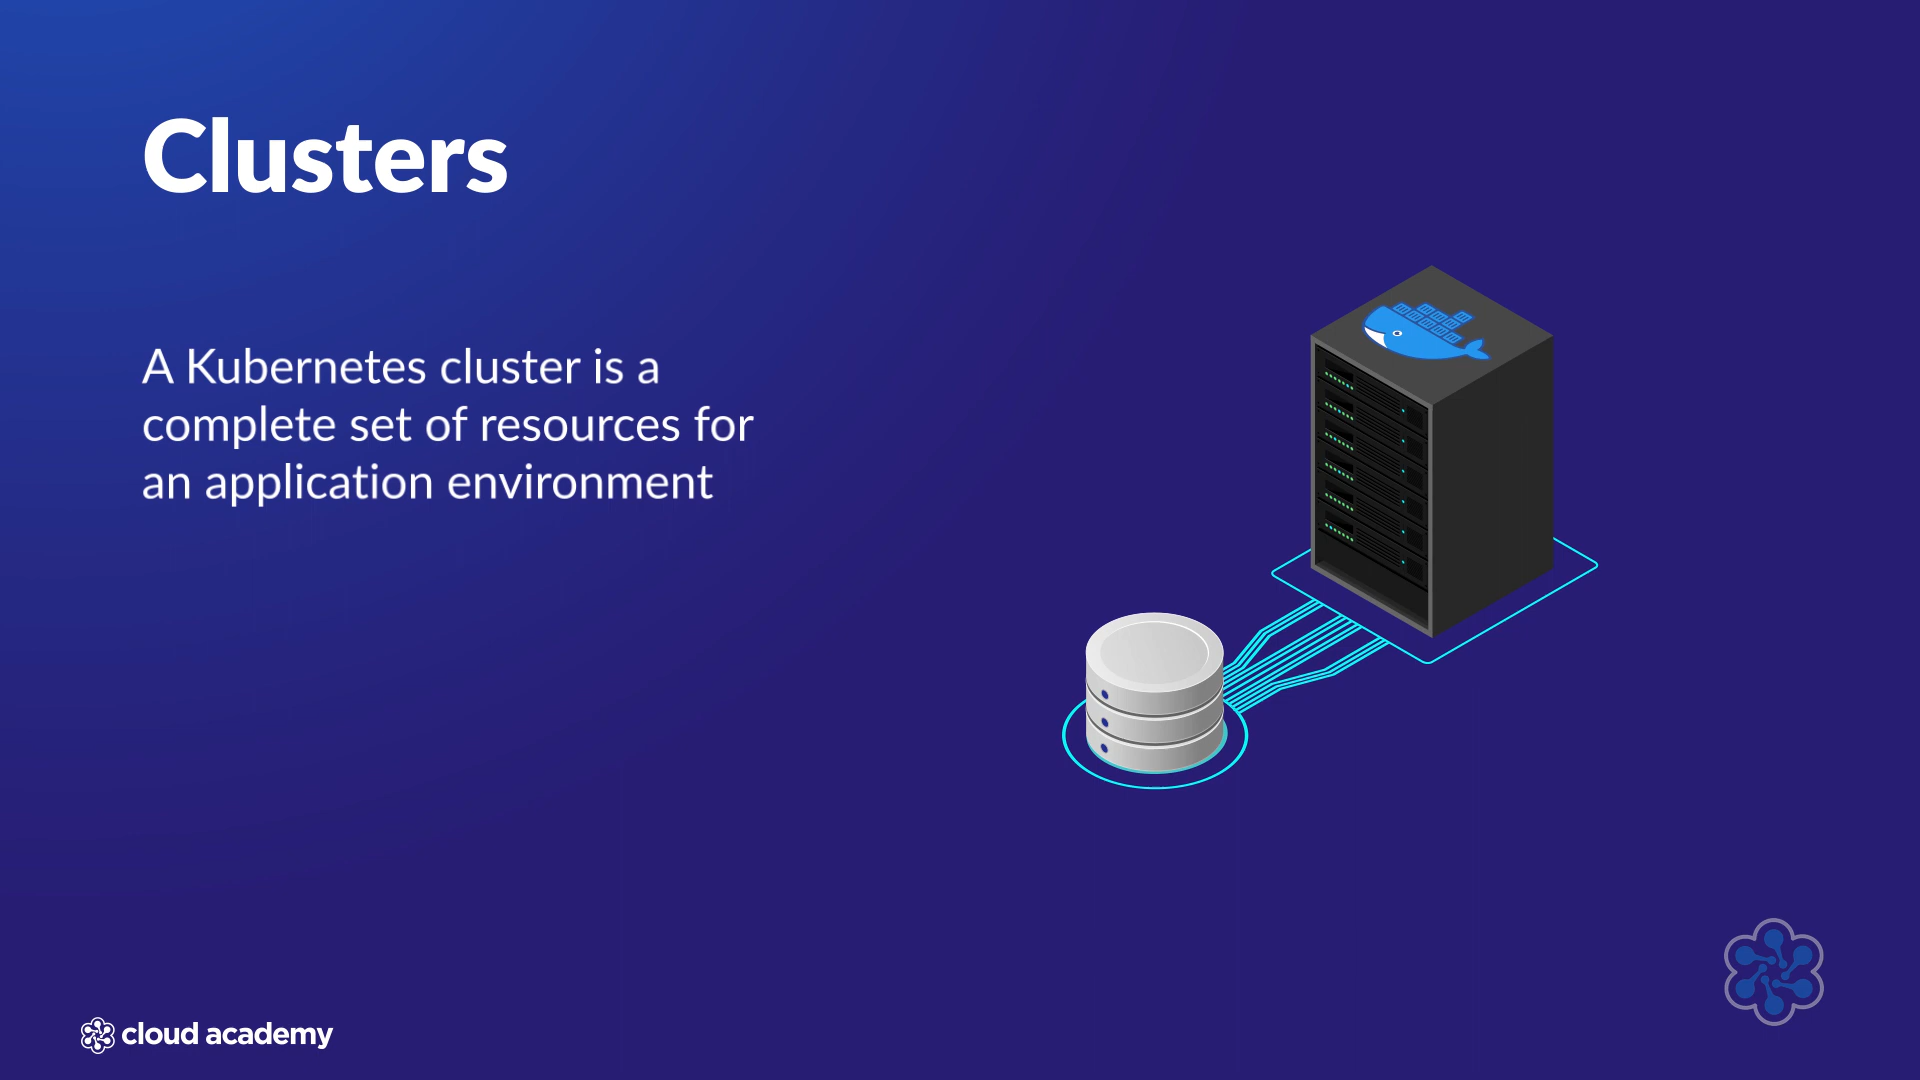 Clusters
A Kubernetes cluster is a
complete set of resources for
an application environment
cloud academy